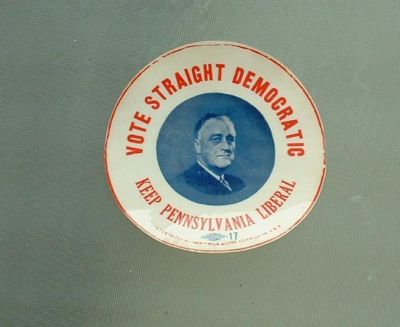 VOTE STRAIGHT DEMOCRATIC
KEEP PENNSYLVANIA LIBERAL
17